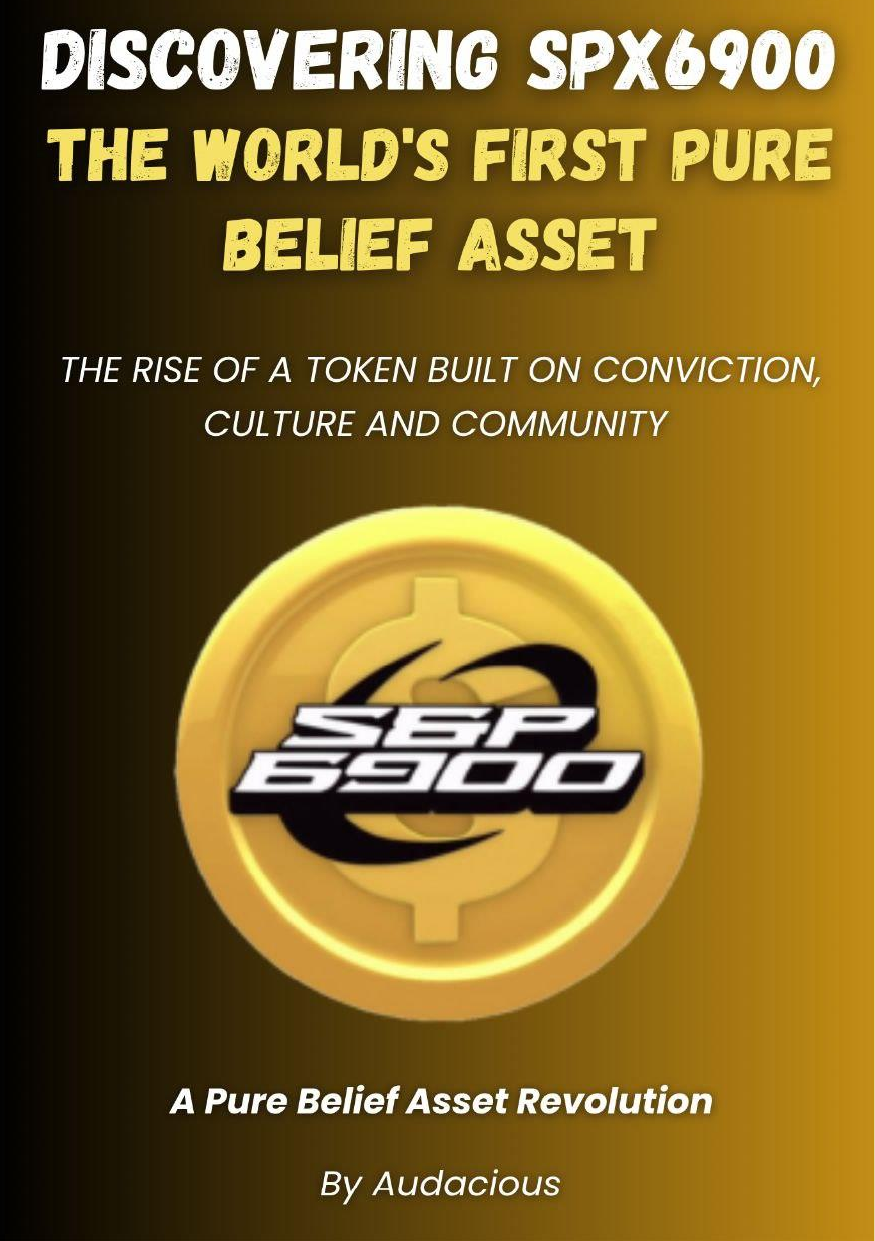 DISCOVERING SPX6900
THE WORLD'S FIRST PURE
BELIEF ASSET
THE RISE OF A TOKEN BUILT ON CONVICTION,
CULTURE AND COMMUNITY
S&P
6900
A Pure Belief Asset Revolution
By Audacious